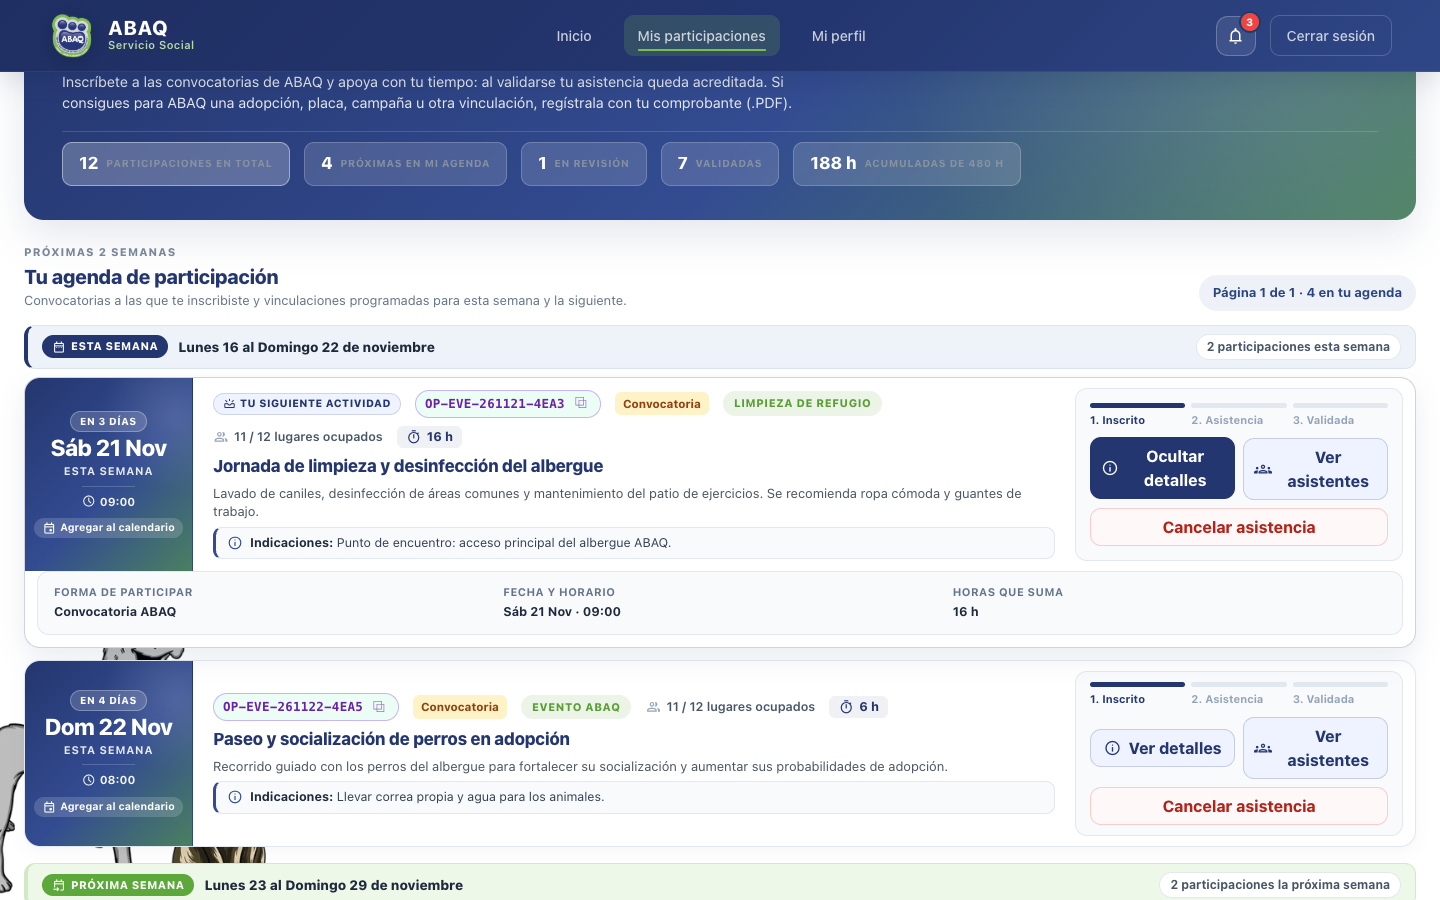 ABAQ
Servicio Social
Inicio
Mis participaciones
Mi perfil
3
Cerrar sesión
Inscríbete a las convocatorias de ABAQ y apoya con tu tiempo: al validarse tu asistencia queda acreditada. Si
consigues para ABAQ una adopción, placa, campaña u otra vinculación, regístrala con tu comprobante (.PDF).
12 PARTICIPACIONES EN TOTAL
4 PRÓXIMAS EN MI AGENDA
1 EN REVISIÓN
7 VALIDADAS
188 h ACUMULADAS DE 480 H
PRÓXIMAS 2 SEMANAS
Tu agenda de participación
Convocatorias a las que te inscribiste y vinculaciones programadas para esta semana y la siguiente.
Página 1 de 1 · 4 en tu agenda
ESTA SEMANA
Lunes 16 al Domingo 22 de noviembre
2 participaciones esta semana
EN 3 DÍAS
Sáb 21 Nov
ESTA SEMANA
09:00
Agregar al calendario
TU SIGUIENTE ACTIVIDAD
OP-EVE-261121-4EA3
Convocatoria
LIMPIEZA DE REFUGIO
11 / 12 lugares ocupados
16 h
Jornada de limpieza y desinfección del albergue
Lavado de caniles, desinfección de áreas comunes y mantenimiento del patio de ejercicios. Se recomienda ropa cómoda y guantes de
trabajo.
Indicaciones: Punto de encuentro: acceso principal del albergue ABAQ.
1. Inscrito
2. Asistencia
3. Validada
Ocultar
detalles
Ver
asistentes
Cancelar asistencia
FORMA DE PARTICIPAR
Convocatoria ABAQ
FECHA Y HORARIO
Sáb 21 Nov · 09:00
HORAS QUE SUMA
16 h
EN 4 DÍAS
Dom 22 Nov
ESTA SEMANA
08:00
Agregar al calendario
OP-EVE-261122-4EA5
Convocatoria
EVENTO ABAQ
11 / 12 lugares ocupados
6 h
Paseo y socialización de perros en adopción
Recorrido guiado con los perros del albergue para fortalecer su socialización y aumentar sus probabilidades de adopción.
Indicaciones: Llevar correa propia y agua para los animales.
1. Inscrito
2. Asistencia
3. Validada
Ver detalles
Ver
asistentes
Cancelar asistencia
PRÓXIMA SEMANA
Lunes 23 al Domingo 29 de noviembre
2 participaciones la próxima semana